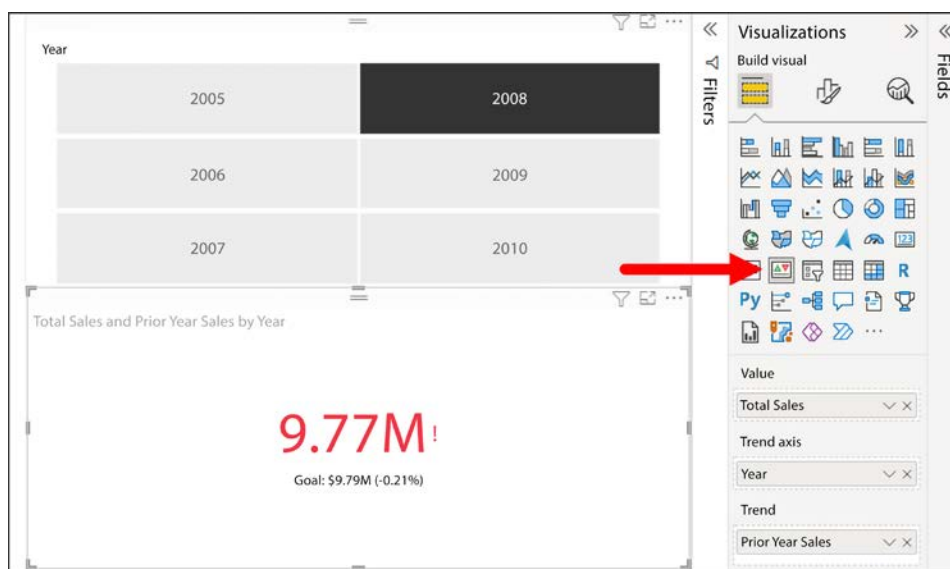 Year
2005
2008
2006
2009
2007
2010
Total Sales and Prior Year Sales by Year
9.77M!
Goal: $9.79M (-0.21%)
Filters
Visualizations
Build visual
123
R
Py
Value
Total Sales
Trend axis
Year
Trend
Prior Year Sales
Fields